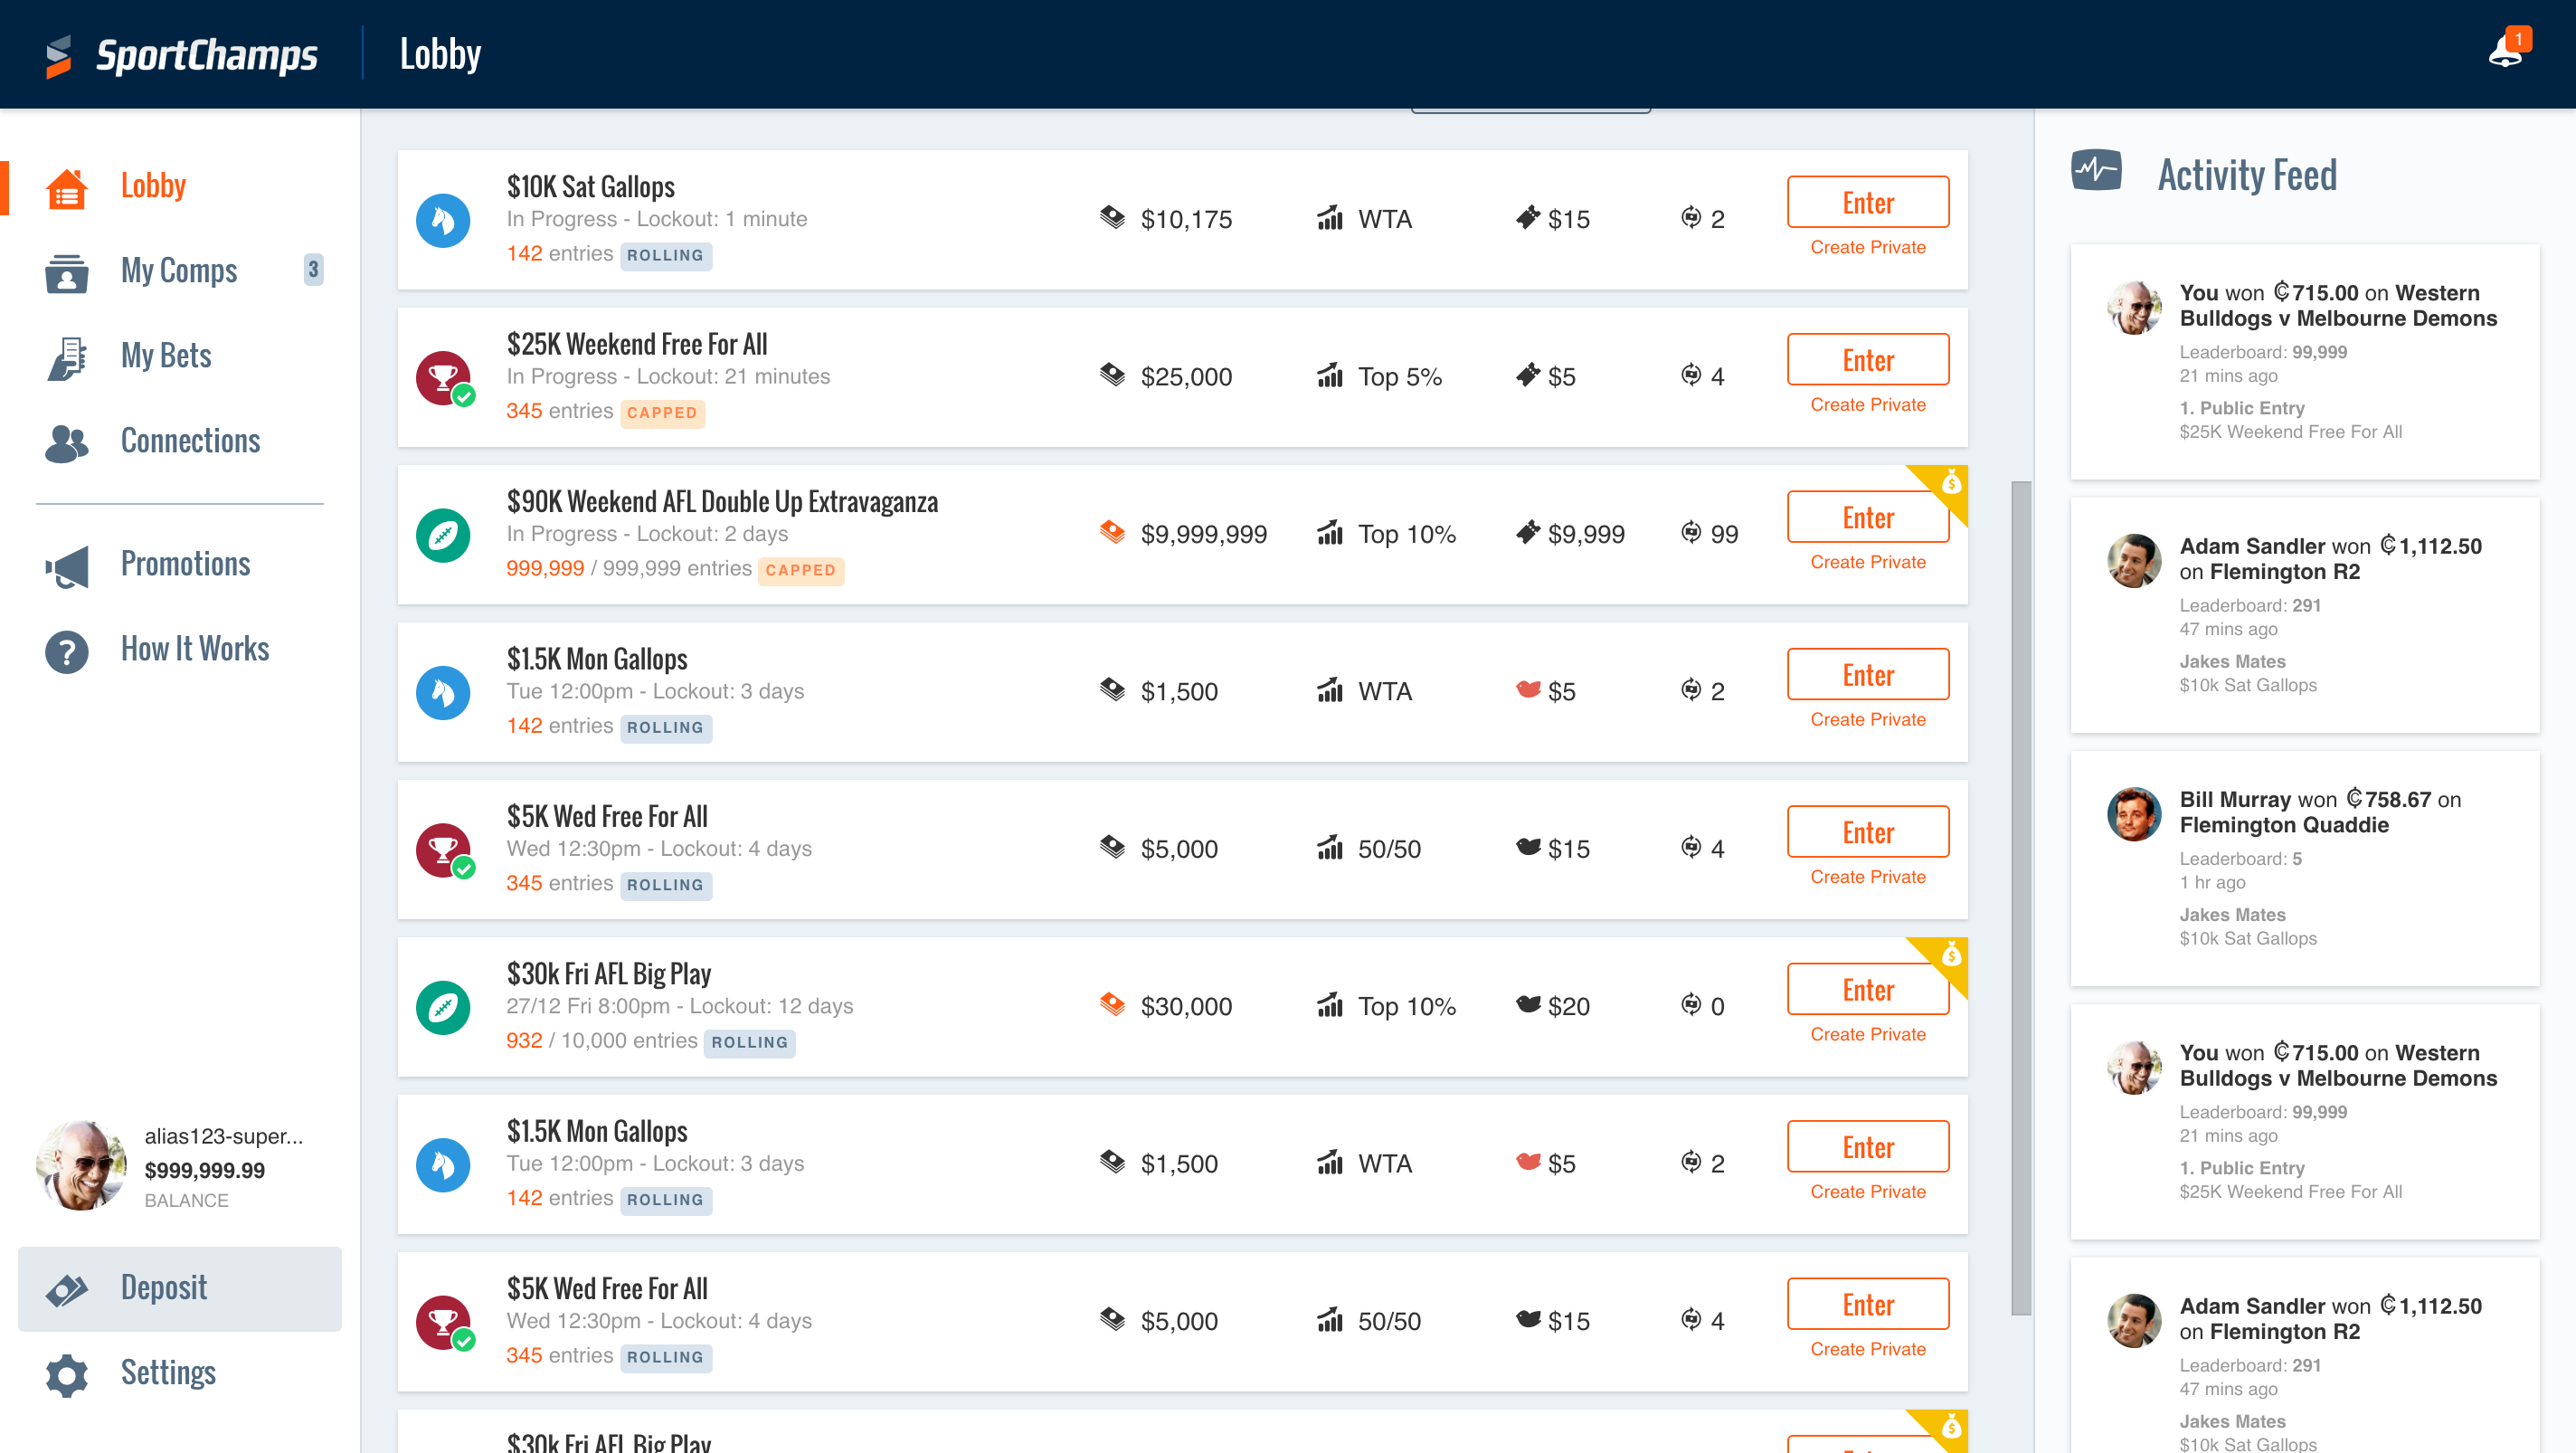 SportChamps
Lobby
1
Lobby
My Comps
3
My Bets
Connections
Promotions
How It Works
alias123-super...
$999,999.99
BALANCE
Deposit
Settings
$10K Sat Gallops
In Progress - Lockout: 1 minute
142 entries ROLLING
$10,175
WTA
$15
2
Enter
Create Private
$25K Weekend Free For All
In Progress - Lockout: 21 minutes
345 entries CAPPED
$25,000
Top 5%
$5
4
Enter
Create Private
$90K Weekend AFL Double Up Extravaganza
In Progress - Lockout: 2 days
999,999 / 999,999 entries CAPPED
$9,999,999
Top 10%
$9,999
99
Enter
Create Private
$1.5K Mon Gallops
Tue 12:00pm - Lockout: 3 days
142 entries ROLLING
$1,500
WTA
$5
2
Enter
Create Private
$5K Wed Free For All
Wed 12:30pm - Lockout: 4 days
345 entries ROLLING
$5,000
50/50
$15
4
Enter
Create Private
$30k Fri AFL Big Play
27/12 Fri 8:00pm - Lockout: 12 days
932 / 10,000 entries ROLLING
$30,000
Top 10%
$20
0
Enter
Create Private
$1.5K Mon Gallops
Tue 12:00pm - Lockout: 3 days
142 entries ROLLING
$1,500
WTA
$5
2
Enter
Create Private
$5K Wed Free For All
Wed 12:30pm - Lockout: 4 days
345 entries ROLLING
$5,000
50/50
$15
4
Enter
Create Private
$30k Fri AFL Big Play
Activity Feed
You won ₵715.00 on Western
Bulldogs v Melbourne Demons
Leaderboard: 99,999
21 mins ago
1. Public Entry
$25K Weekend Free For All
Adam Sandler won ₵1,112.50
on Flemington R2
Leaderboard: 291
47 mins ago
Jakes Mates
$10k Sat Gallops
Bill Murray won ₵758.67 on
Flemington Quaddie
Leaderboard: 5
1 hr ago
Jakes Mates
$10k Sat Gallops
You won ₵715.00 on Western
Bulldogs v Melbourne Demons
Leaderboard: 99,999
21 mins ago
1. Public Entry
$25K Weekend Free For All
Adam Sandler won ₵1,112.50
on Flemington R2
Leaderboard: 291
47 mins ago
Jakes Mates
$10k Sat Gallops